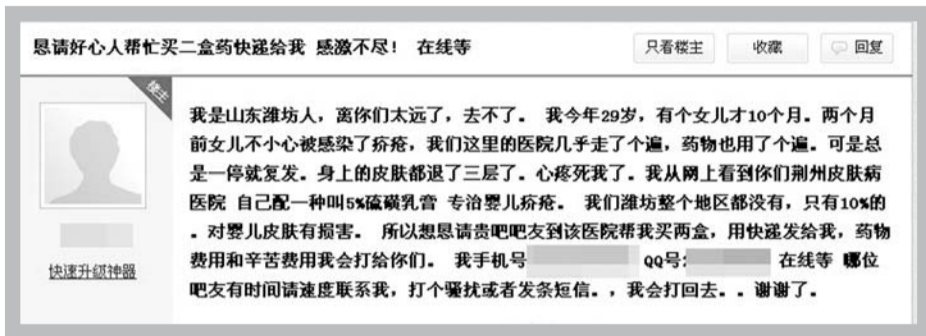 恳请好心人帮忙买二盒药快递给我 感激不尽！ 在线等
只看楼主 收藏 回复
楼主
我是山东潍坊人，离你们太远了，去不了。 我今年29岁，有个女儿才10个月。两个月
前女儿不小心被感染了疥疮，我们这里的医院几乎走了个遍，药物也用了个遍。可是总
是一停就复发。身上的皮肤都退了三层了。心疼死我了。我从网上看到你们荆州皮肤病
医院 自己配一种叫5%硫磺乳膏 专治婴儿疥疮。 我们潍坊整个地区都没有，只有10%的
。对婴儿皮肤有损害。 所以想恳请贵吧吧友到该医院帮我买两盒，用快递发给我，药物
费用和辛苦费用我会打给你们。 我手机号 QQ号: 在线等 哪位
吧友有时间请速度联系我，打个骚扰或者发条短信。，我会打回去。。谢谢了。
快速升级神器